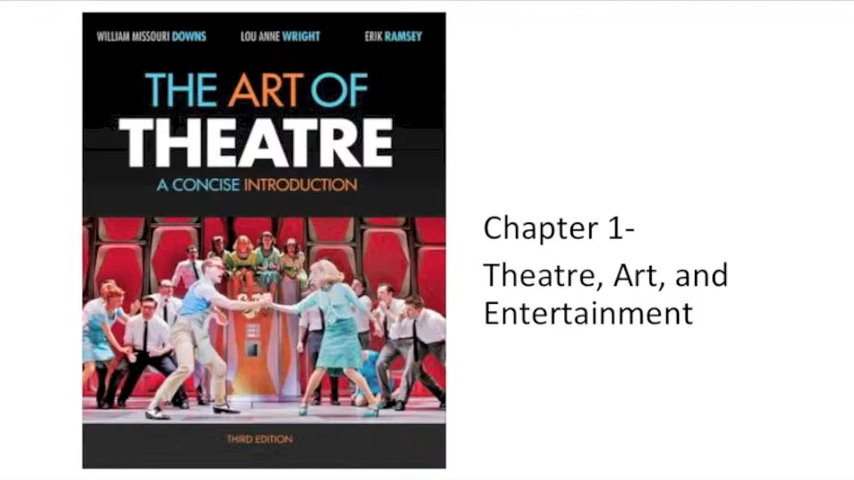 WILLIAM MISSOURI DOWNS LOU ANNE WRIGHT ERIK RAMSEY
THE ART OF
THEATRE
A CONCISE INTRODUCTION
THIRD EDITION
Chapter 1-
Theatre, Art, and
Entertainment